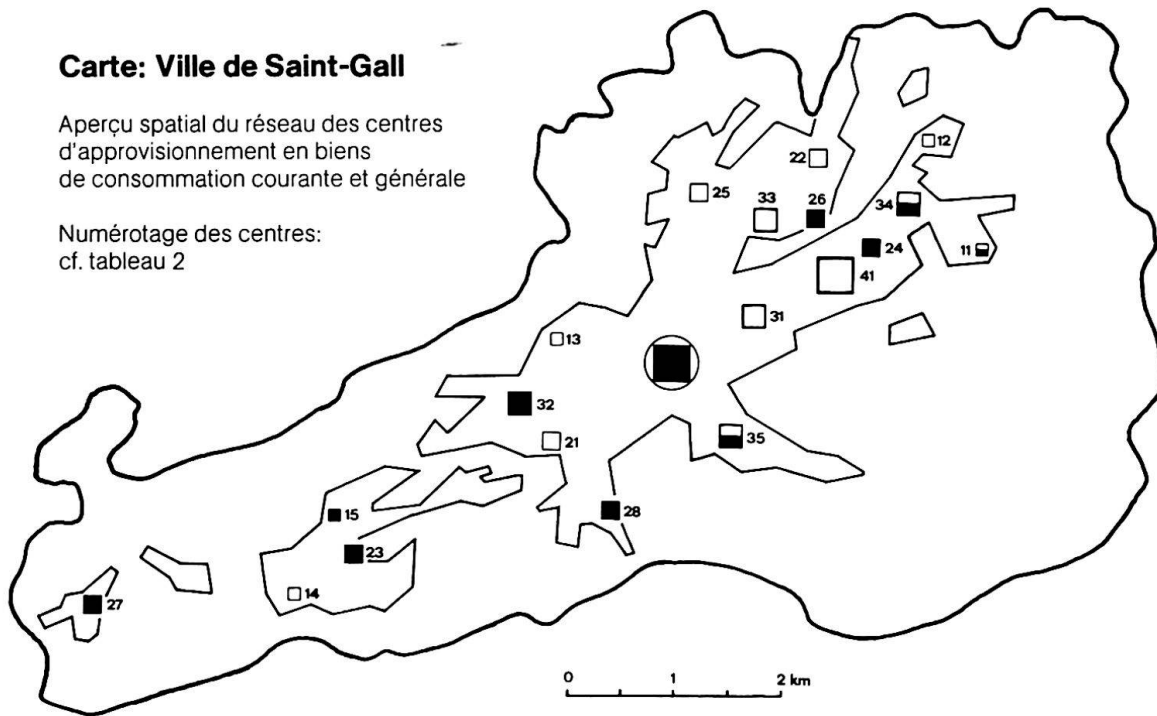 Carte: Ville de Saint-Gall
Aperçu spatial du réseau des centres
d'approvisionnement en biens
de consommation courante et générale
Numérotage des centres:
cf. tableau 2
12
22
25
33
26
34
24
11
41
31
13
32
21
35
15
28
23
14
27
0 1 2 km